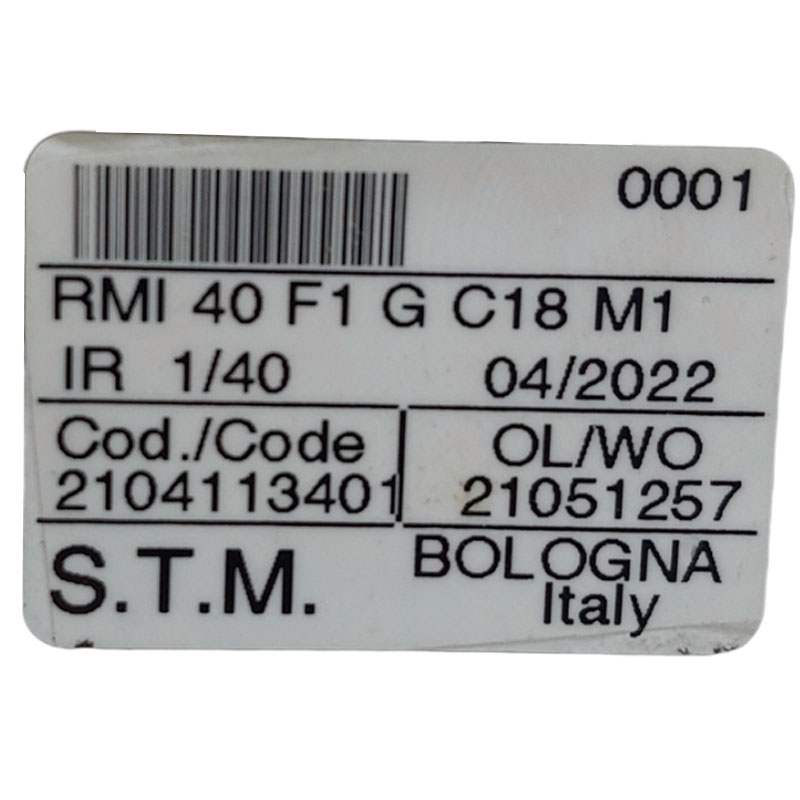 0001
RMI 40 F1 G C18 M1
IR 1/40 04/2022
Cod./Code OL/WO
2104113401 21051257
S.T.M. BOLOGNA
Italy